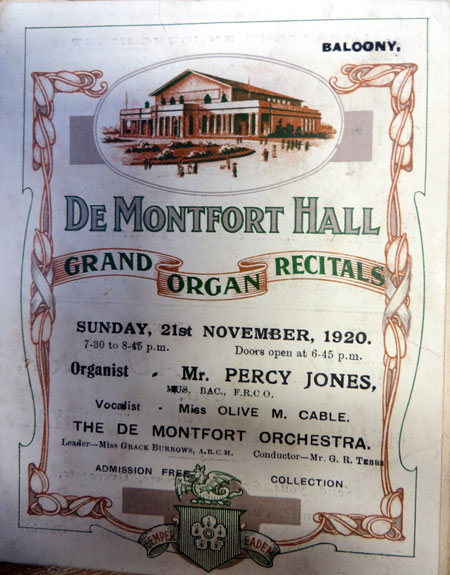 BALOONY.
DE MONTFORT HALL
GRAND ORGAN RECITALS
SUNDAY, 21st NOVEMBER, 1920.
7-30 to 8-45 p.m. Doors open at 6-45 p.m.
Organist - Mr. PERCY JONES,
MUS. BAC., F.R.C O.
Vocalist - Miss OLIVE M. CABLE.
THE DE MONTFORT ORCHESTRA.
Leader—Miss GRACE BURROWS, A.R.C.M. Conductor—Mr. G. R. TEBBS
ADMISSION FREE COLLECTION.
SEMPER EADEM